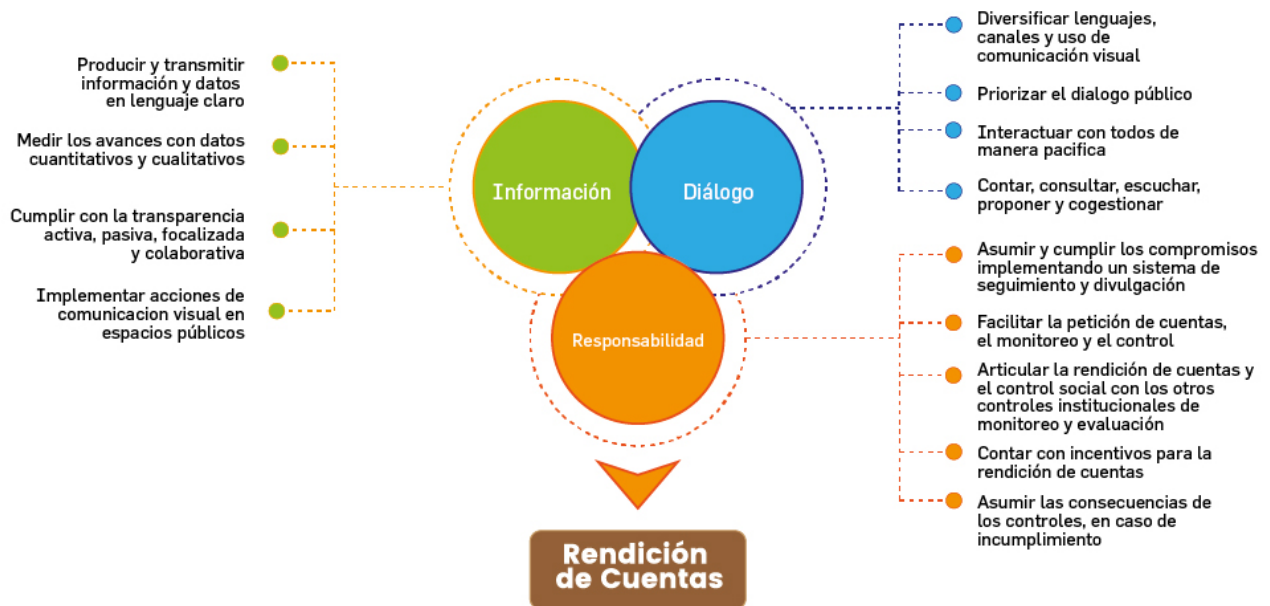 Producir y transmitir
información y datos
en lenguaje claro
Medir los avances con datos
cuantitativos y cualitativos
Cumplir con la transparencia
activa, pasiva, focalizada
y colaborativa
Implementar acciones de
comunicacion visual en
espacios públicos
Información
Diálogo
Responsabilidad
Diversificar lenguajes,
canales y uso de
comunicación visual
Priorizar el dialogo público
Interactuar con todos de
manera pacifica
Contar, consultar, escuchar,
proponer y cogestionar
Asumir y cumplir los compromisos
implementando un sistema de
seguimiento y divulgación
Facilitar la petición de cuentas,
el monitoreo y el control
Articular la rendición de cuentas y
el control social con los otros
controles institucionales de
monitoreo y evaluación
Contar con incentivos para la
rendición de cuentas
Asumir las consecuencias de
los controles, en caso de
incumplimiento
Rendición
de Cuentas